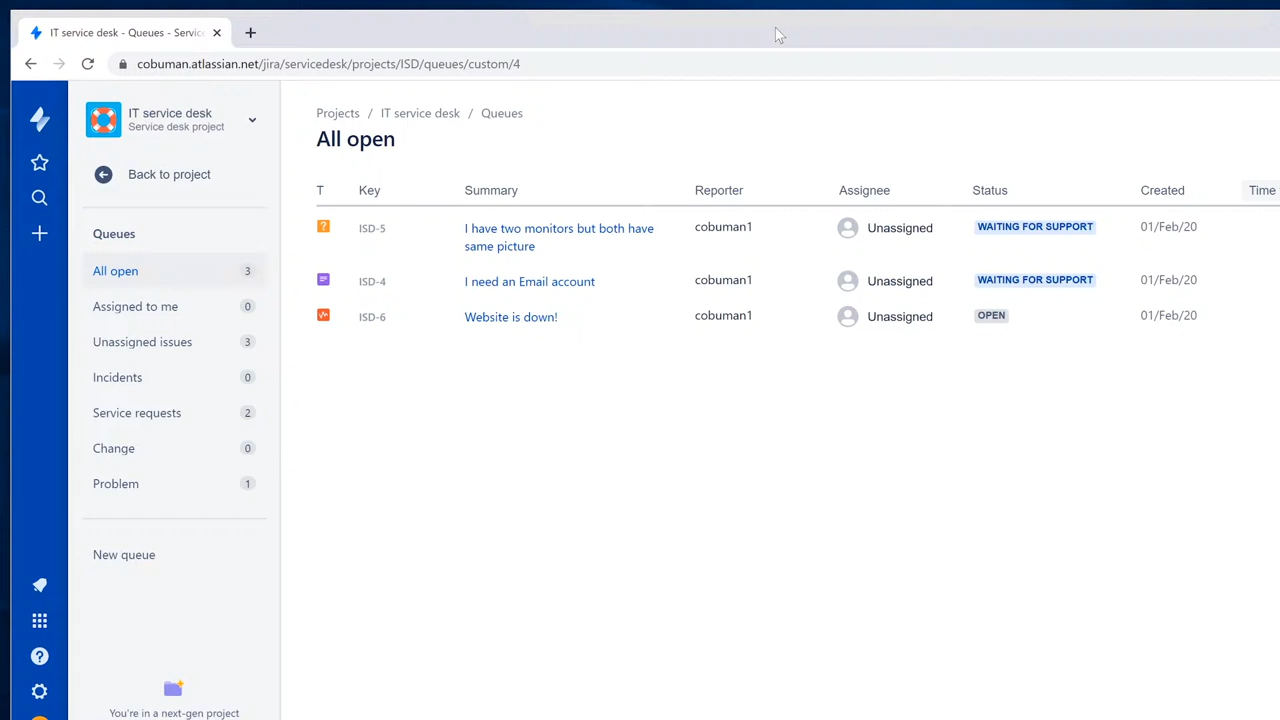 IT service desk - Queues - Servic
cobuman.atlassian.net/jira/servicedesk/projects/ISD/queues/custom/4
IT service desk
Service desk project
Back to project
Queues
All open 3
Assigned to me 0
Unassigned issues 3
Incidents 0
Service requests 2
Change 0
Problem 1
New queue
You're in a next-gen project
Projects / IT service desk / Queues
All open
T Key Summary Reporter Assignee Status Created Time
ISD-5 I have two monitors but both have cobuman1 Unassigned WAITING FOR SUPPORT 01/Feb/20
same picture
ISD-4 I need an Email account cobuman1 Unassigned WAITING FOR SUPPORT 01/Feb/20
ISD-6 Website is down! cobuman1 Unassigned OPEN 01/Feb/20